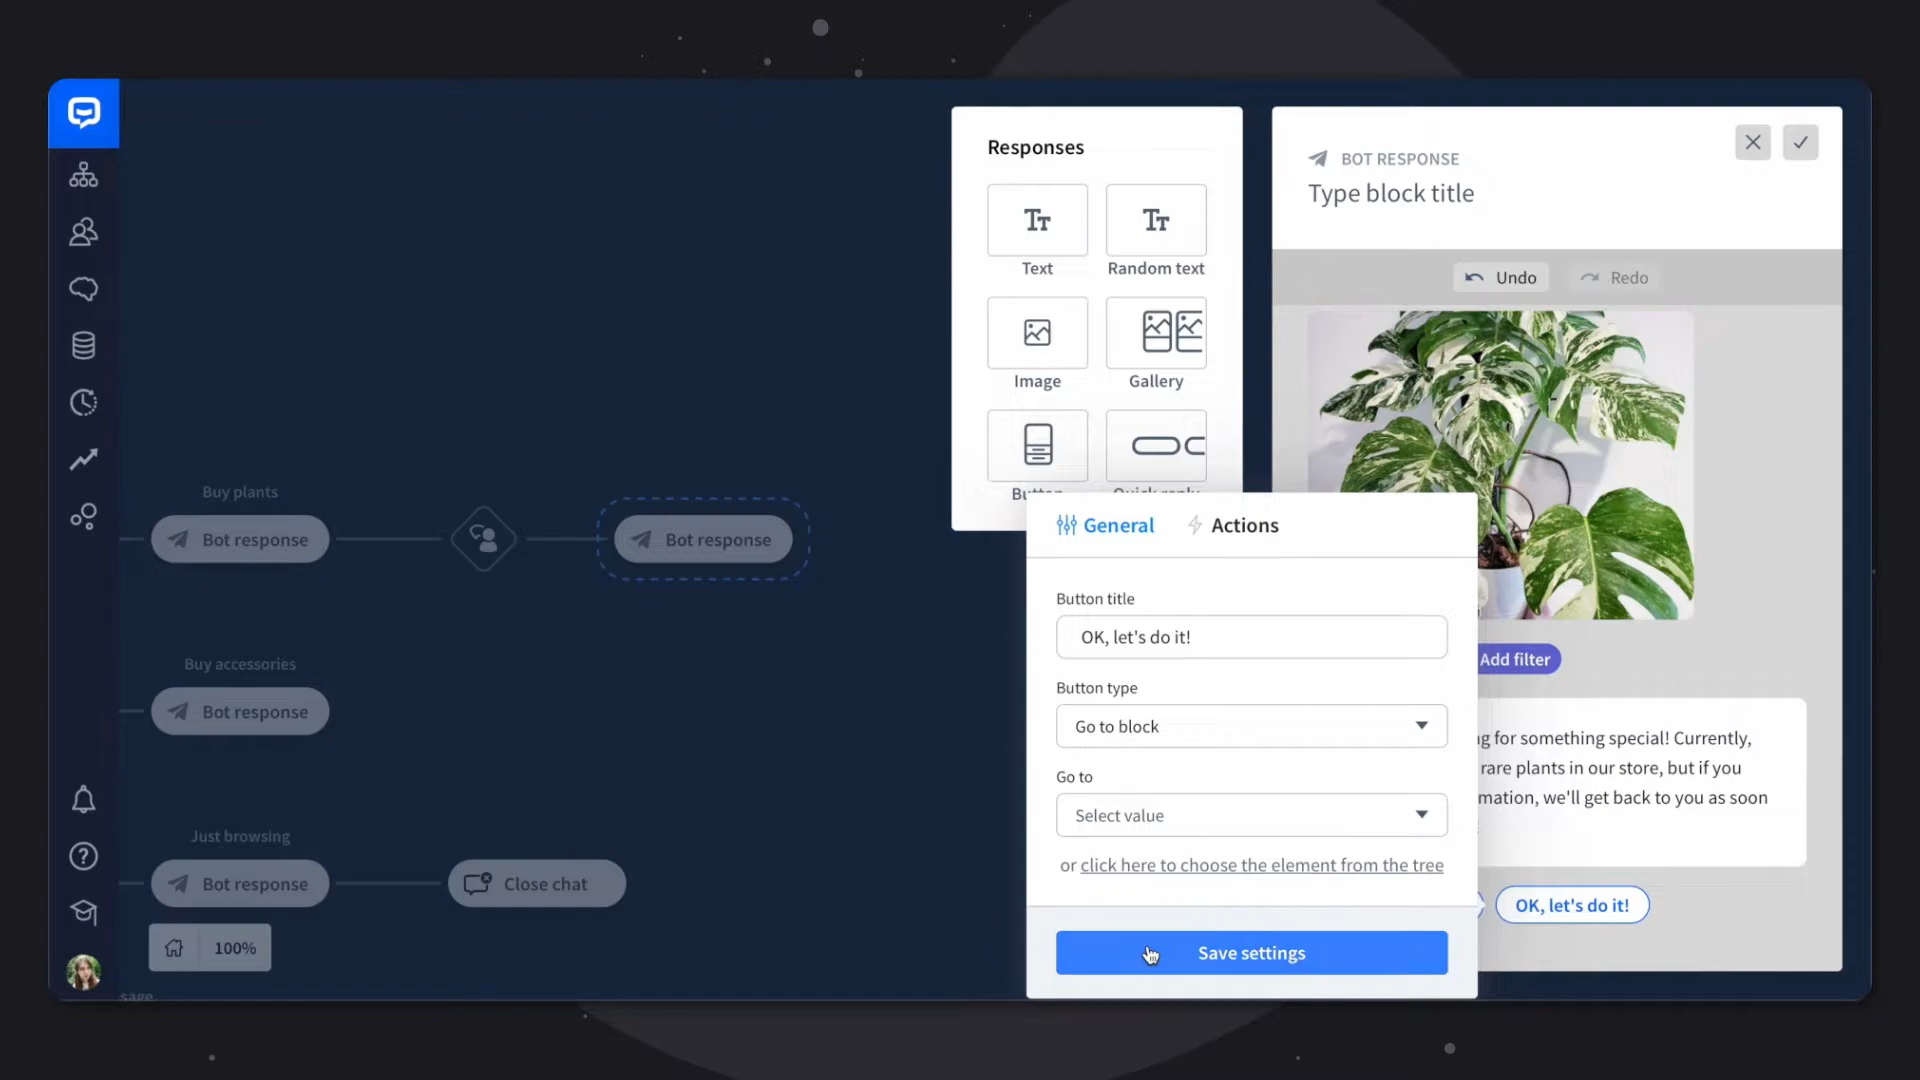 Responses
BOT RESPONSE
Type block title
Text
Random text
Undo
Redo
Image
Gallery
Buy plants
Bot response
Bot response
General
Actions
Button title
OK, let's do it!
Add filter
Buy accessories
Bot response
Button type
Go to block
for something special! Currently,
rare plants in our store, but if you
we'll get back to you as soon
Go to
Select value
Just browsing
Bot response
Close chat
or click here to choose the element from the tree
OK, let's do it!
100%
Save settings